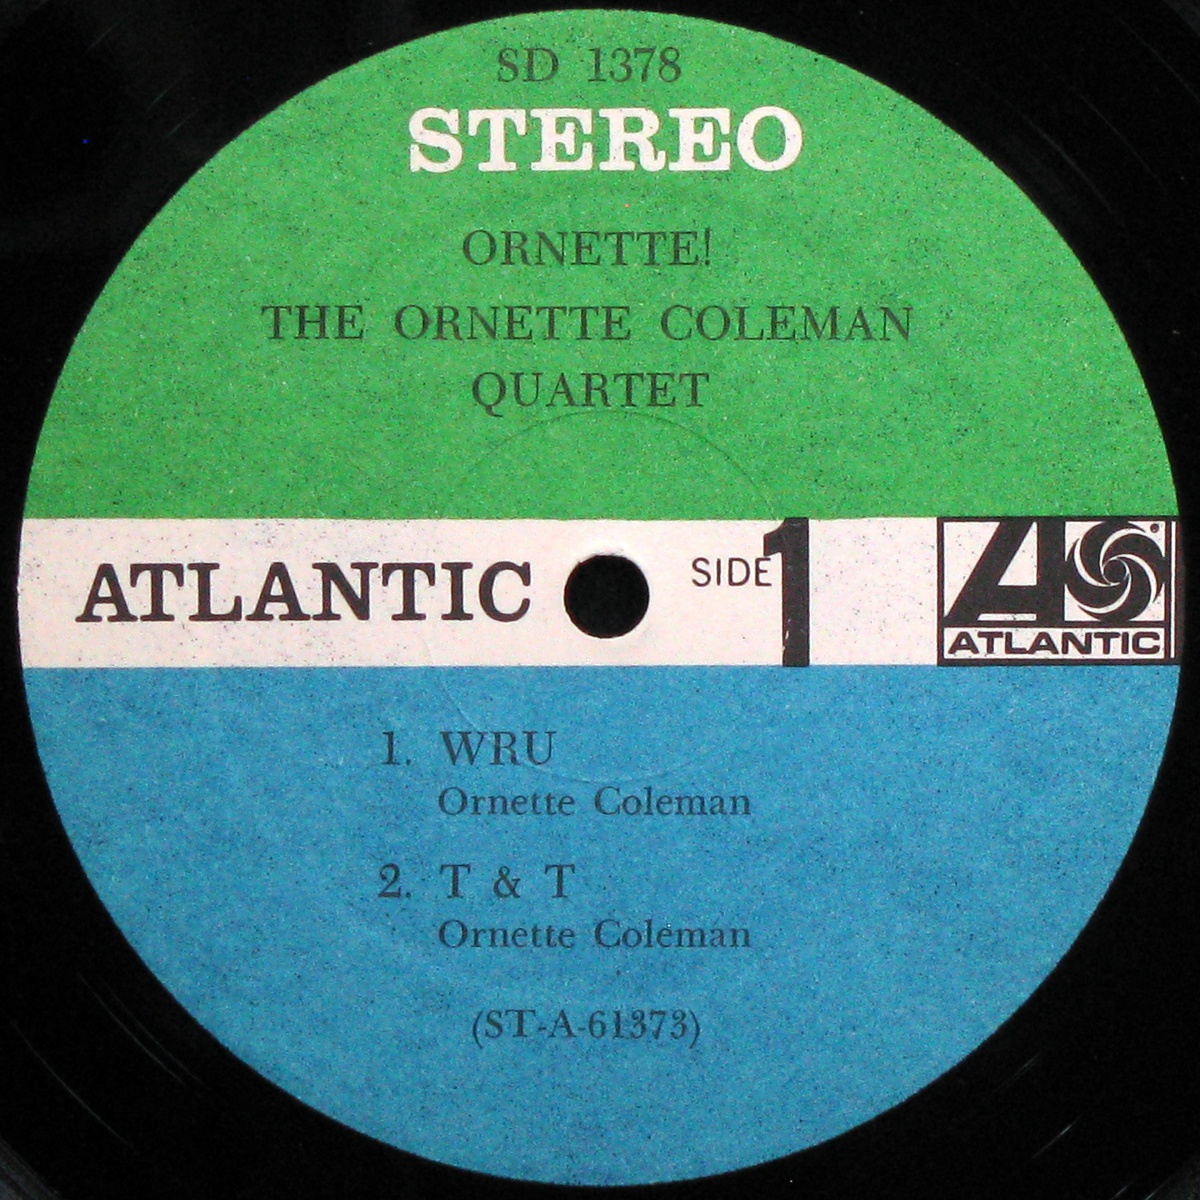 SD 1378
STEREO
ORNETTE!
THE ORNETTE COLEMAN
QUARTET
ATLANTIC
SIDE 1
A
ATLANTIC
1. WRU
Ornette Coleman
2. T & T
Ornette Coleman
(ST-A-61373)